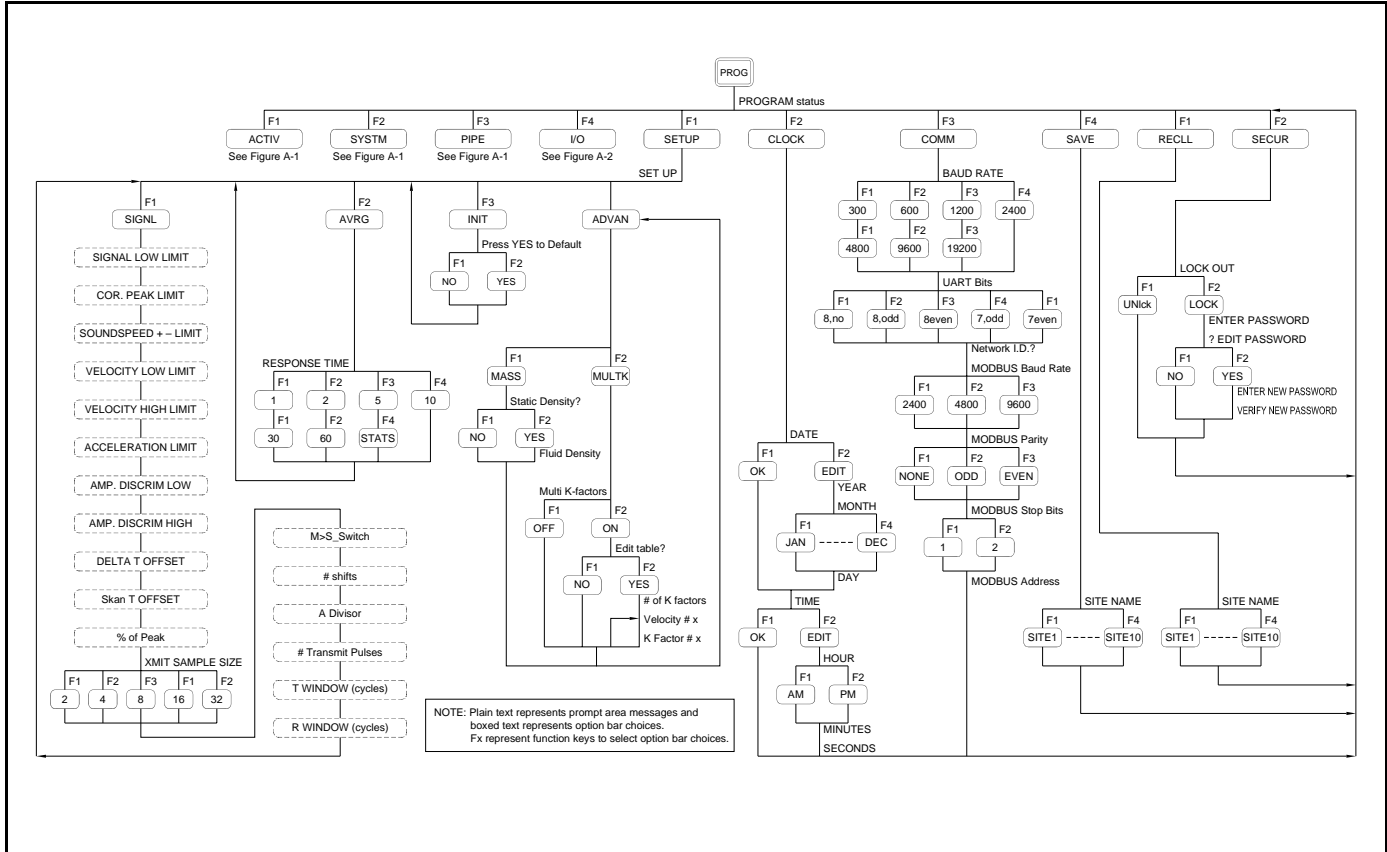 PROG
PROGRAM status
F1 F2 F3 F4 F1 F2 F3 F4 F1 F2
ACTIV SYSTM PIPE I/O SETUP CLOCK COMM SAVE RECLL SECUR
See Figure A-1 See Figure A-1 See Figure A-1 See Figure A-2
SET UP
F1 F2 F3
SIGNL AVRG INIT ADVAN
SIGNAL LOW LIMIT
COR. PEAK LIMIT
SOUNDSPEED + – LIMIT
VELOCITY LOW LIMIT
VELOCITY HIGH LIMIT
ACCELERATION LIMIT
AMP. DISCRIM LOW
AMP. DISCRIM HIGH
DELTA T OFFSET
Skan T OFFSET
% of Peak
XMIT SAMPLE SIZE
F1 F2 F3 F1 F2
2 4 8 16 32
M>S_Switch
# shifts
A Divisor
# Transmit Pulses
T WINDOW (cycles)
R WINDOW (cycles)
RESPONSE TIME
F1 F2 F3 F4
1 2 5 10
F1 F2 F4
30 60 STATS
Press YES to Default
F1 F2
NO YES
F1 F2
MASS MULTK
Static Density?
F1 F2
NO YES
Fluid Density
Multi K-factors
F1 F2
OFF ON
Edit table?
F1 F2
NO YES
# of K factors
Velocity # x
K Factor # x
NOTE: Plain text represents prompt area messages and
boxed text represents option bar choices.
Fx represent function keys to select option bar choices.
DATE
F1 F2
OK EDIT
YEAR
MONTH
F1 F4
JAN ----- DEC
DAY
TIME
F1 F2
OK EDIT
HOUR
F1 F2
AM PM
MINUTES
SECONDS
BAUD RATE
F1 F2 F3 F4
300 600 1200 2400
F1 F2 F3
4800 9600 19200
UART Bits
F1 F2 F3 F4 F1
8,no 8,odd 8even 7,odd 7even
Network I.D.?
MODBUS Baud Rate
F1 F2 F3
2400 4800 9600
MODBUS Parity
F1 F2 F3
NONE ODD EVEN
MODBUS Stop Bits
F1 F2
1 2
MODBUS Address
SITE NAME
F1 F4
SITE1 ----- SITE10
SITE NAME
F1 F4
SITE1 ----- SITE10
LOCK OUT
F1 F2
UNlck LOCK
ENTER PASSWORD
? EDIT PASSWORD
F1 F2
NO YES
ENTER NEW PASSWORD
VERIFY NEW PASSWORD